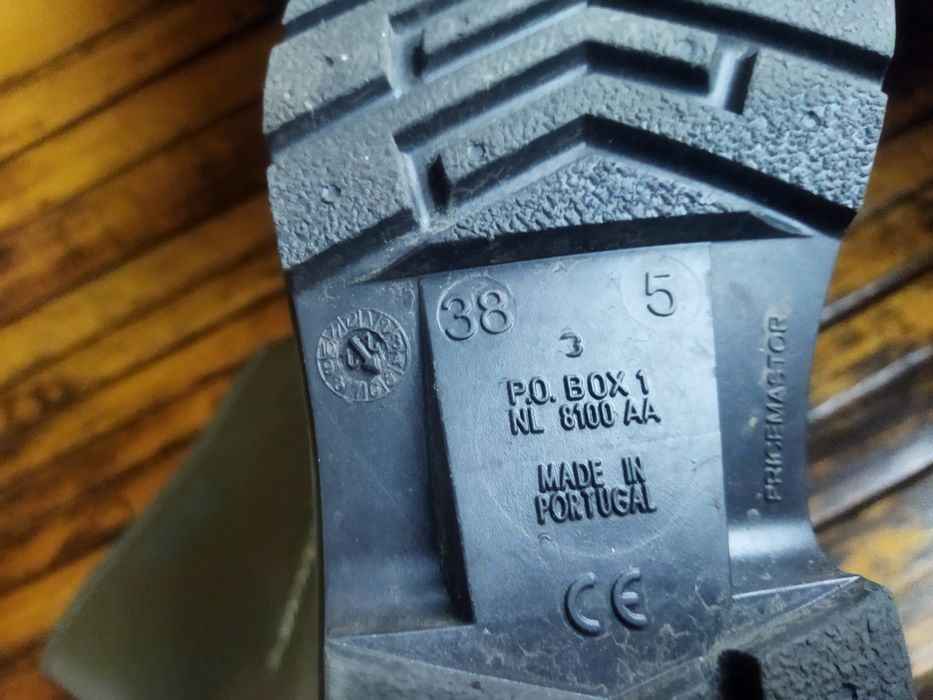 38
5
3
P.O. BOX 1
NL 8100 AA
MADE IN
PORTUGAL
CE
PRICEMASTOR